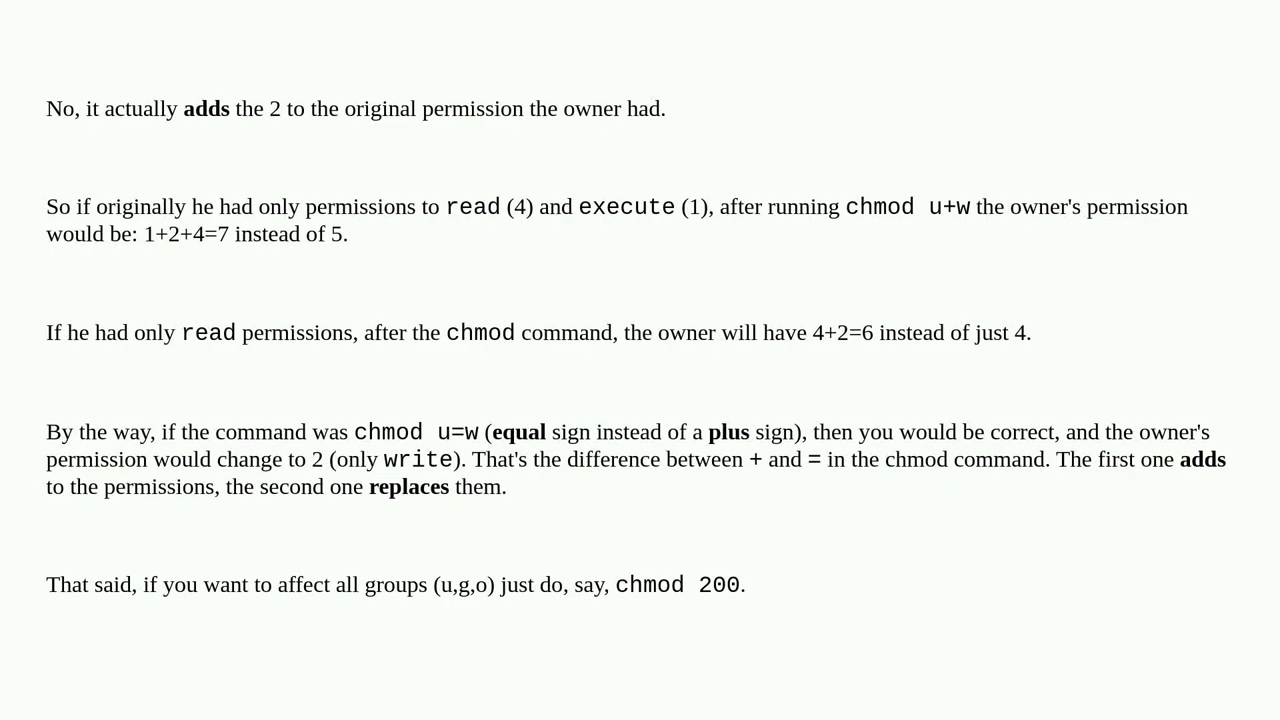 No, it actually adds the 2 to the original permission the owner had.
So if originally he had only permissions to read (4) and execute (1), after running chmod u+w the owner's permission
would be: 1+2+4=7 instead of 5.
If he had only read permissions, after the chmod command, the owner will have 4+2=6 instead of just 4.
By the way, if the command was chmod u=w (equal sign instead of a plus sign), then you would be correct, and the owner's
permission would change to 2 (only write). That's the difference between + and = in the chmod command. The first one adds
to the permissions, the second one replaces them.
That said, if you want to affect all groups (u,g,o) just do, say, chmod 200.